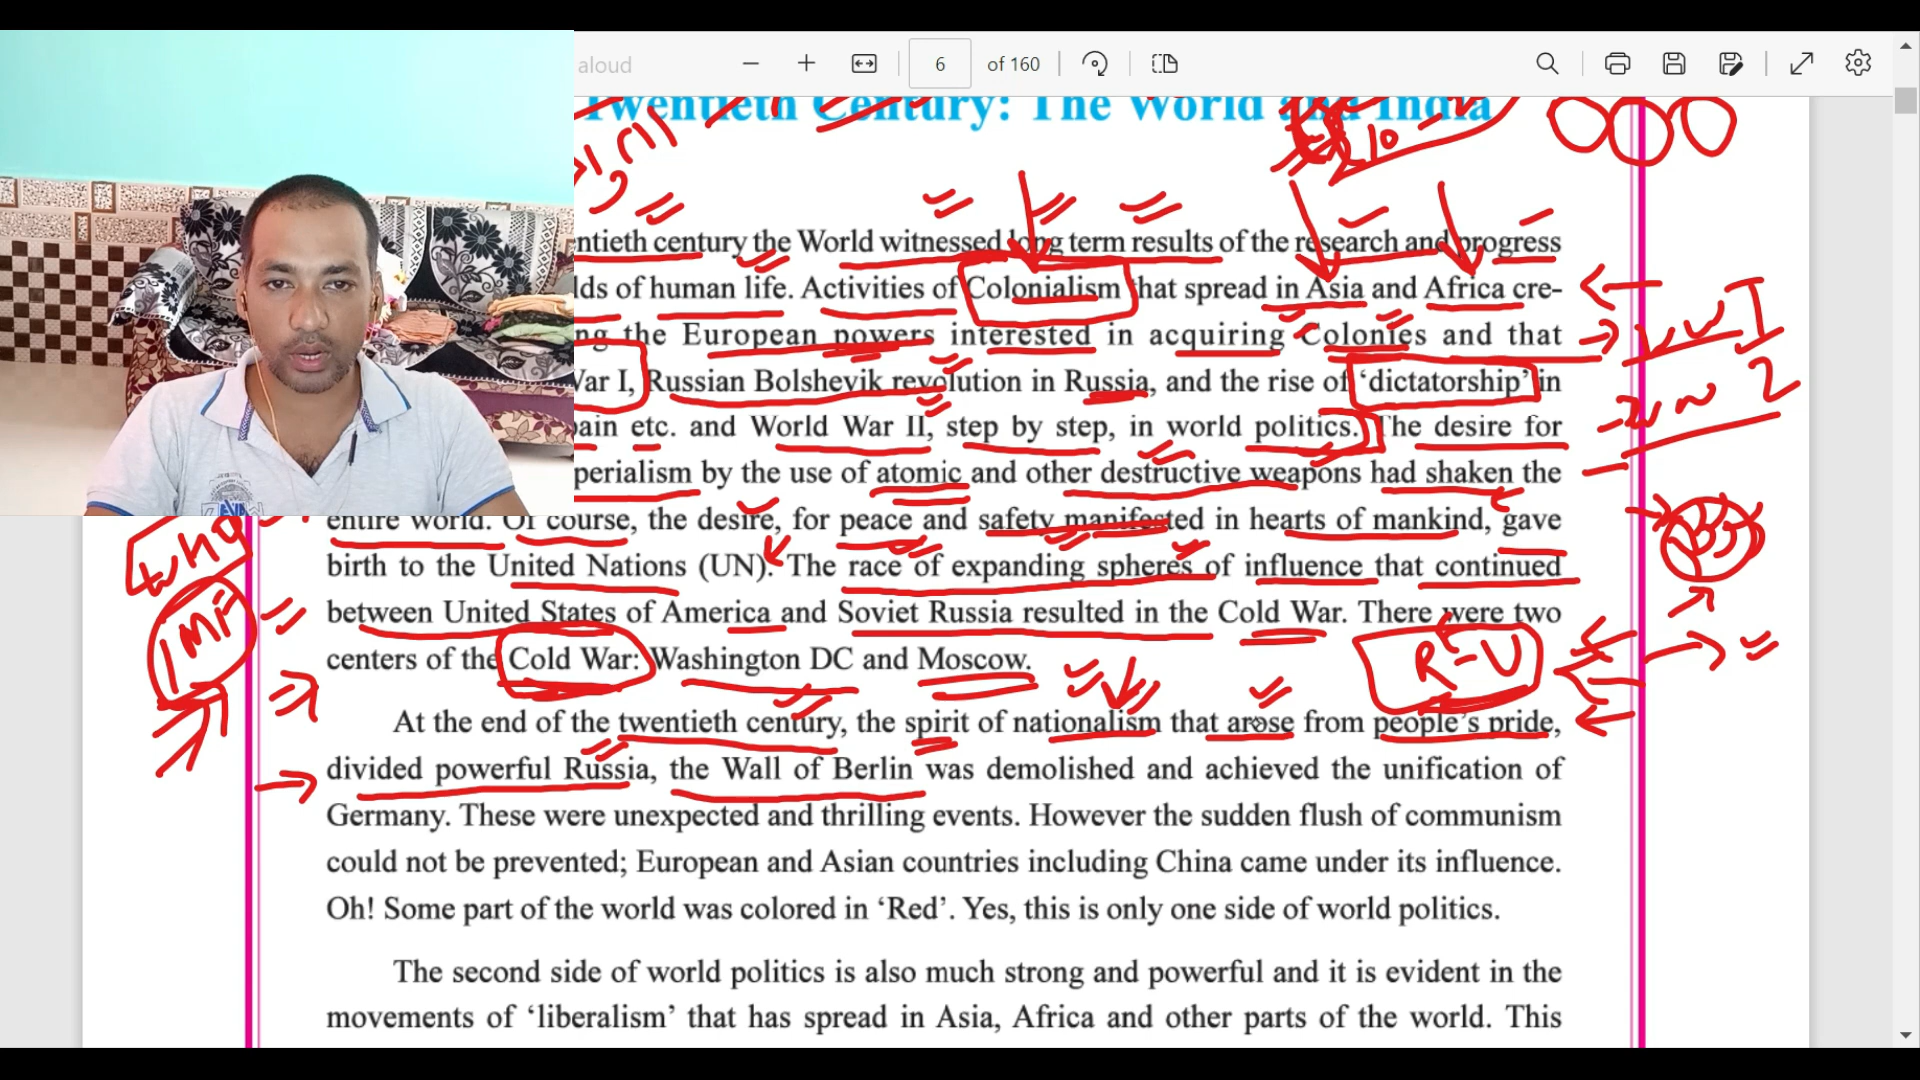 aloud
6 of 160
Twentieth Century: The World and India
10
ntieth century the World witnessed long term results of the research and progress
lds of human life. Activities of Colonialism that spread in Asia and Africa cre-
ng the European powers interested in acquiring Colonies and that
War I, Russian Bolshevik revolution in Russia, and the rise of ‘dictatorship’ in
ain etc. and World War II, step by step, in world politics. The desire for
perialism by the use of atomic and other destructive weapons had shaken the
entire world. Of course, the desire, for peace and safety manifested in hearts of mankind, gave
birth to the United Nations (UN). The race of expanding spheres of influence that continued
between United States of America and Soviet Russia resulted in the Cold War. There were two
centers of the Cold War: Washington DC and Moscow.
WHO
IMF
R-U
At the end of the twentieth century, the spirit of nationalism that arose from people’s pride,
divided powerful Russia, the Wall of Berlin was demolished and achieved the unification of
Germany. These were unexpected and thrilling events. However the sudden flush of communism
could not be prevented; European and Asian countries including China came under its influence.
Oh! Some part of the world was colored in ‘Red’. Yes, this is only one side of world politics.
The second side of world politics is also much strong and powerful and it is evident in the
movements of ‘liberalism’ that has spread in Asia, Africa and other parts of the world. This